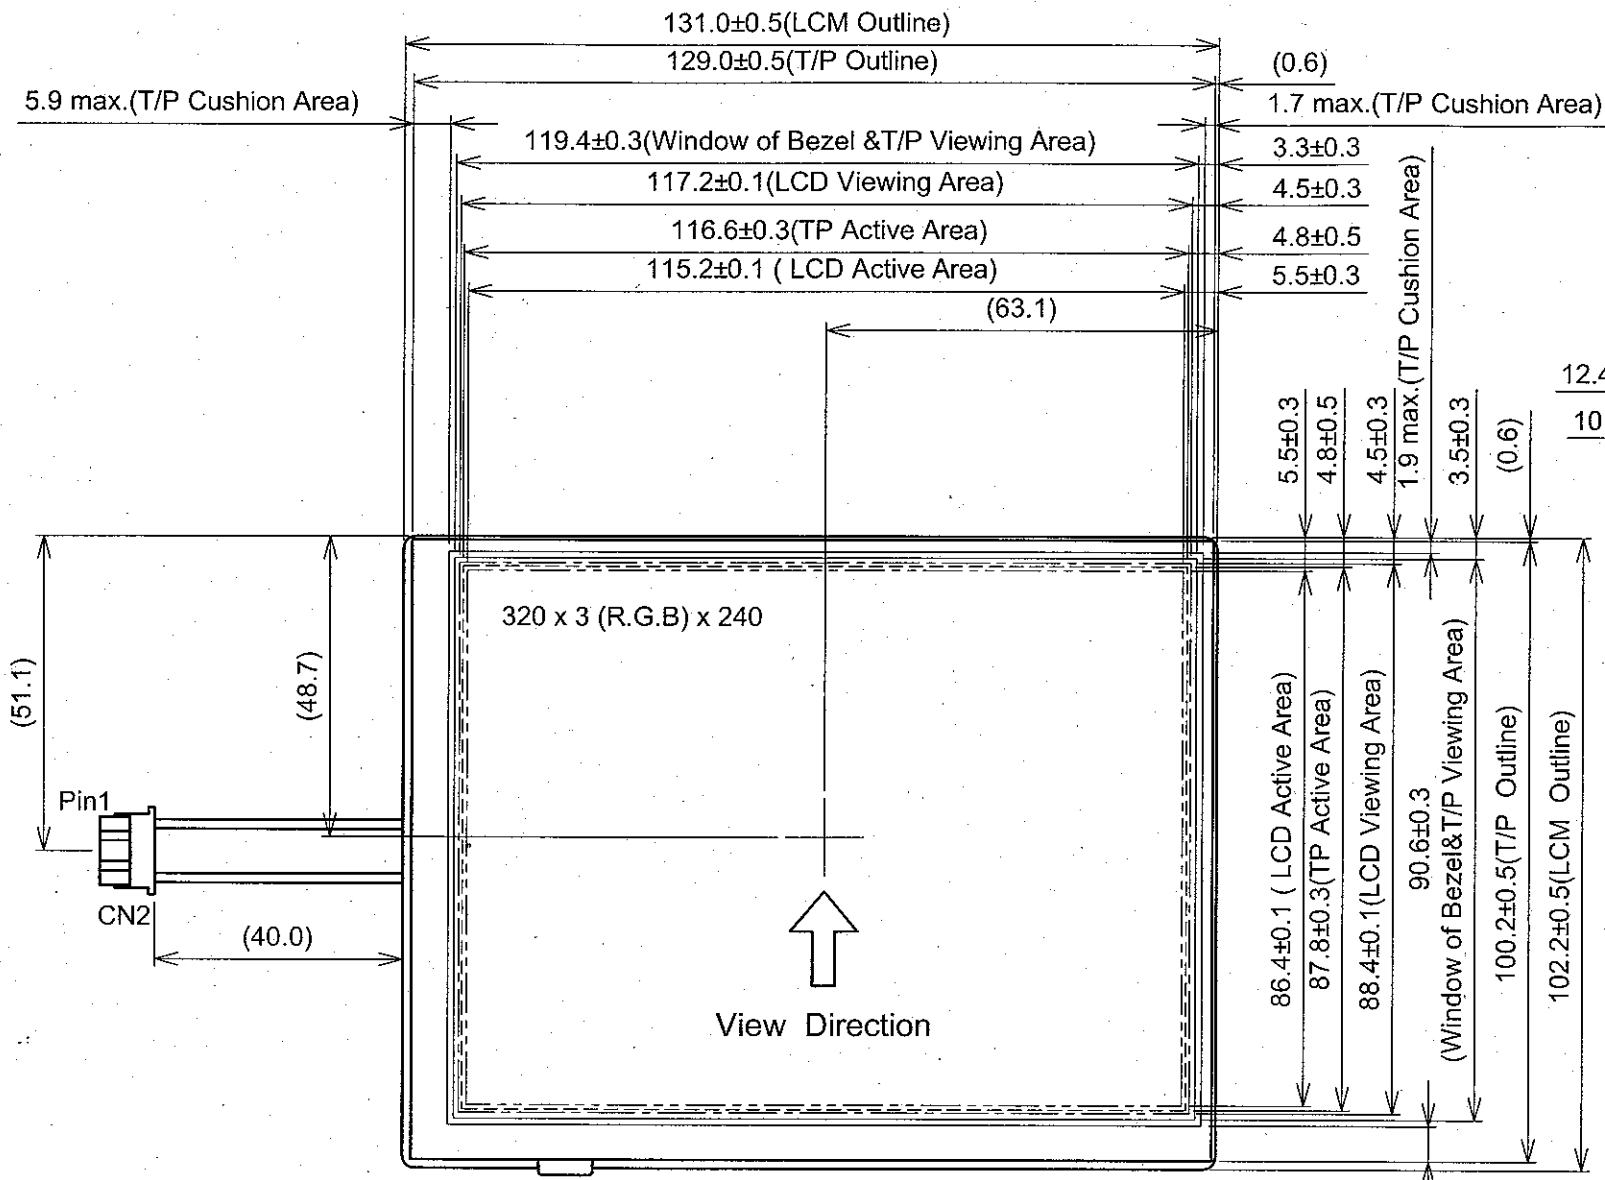 131.0±0.5(LCM Outline)
129.0±0.5(T/P Outline)
(0.6)
5.9 max.(T/P Cushion Area)
1.7 max.(T/P Cushion Area)
119.4±0.3(Window of Bezel &T/P Viewing Area)
3.3±0.3
117.2±0.1(LCD Viewing Area)
4.5±0.3
116.6±0.3(TP Active Area)
4.8±0.5
115.2±0.1 ( LCD Active Area)
5.5±0.3
(63.1)
5.5±0.3
4.8±0.5
4.5±0.3
1.9 max.(T/P Cushion Area)
3.5±0.3
(0.6)
12.4
10
320 x 3 (R.G.B) x 240
(51.1)
(48.7)
Pin1
CN2
(40.0)
View Direction
86.4±0.1 ( LCD Active Area)
87.8±0.3(TP Active Area)
88.4±0.1(LCD Viewing Area)
90.6±0.3
(Window of Bezel&T/P Viewing Area)
100.2±0.5(T/P Outline)
102.2±0.5(LCM Outline)